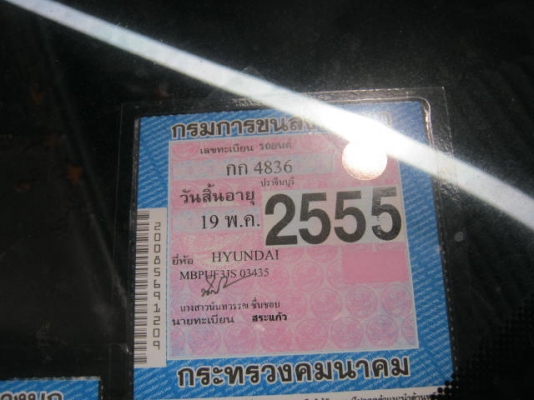 กรมการขนส่ง
เลขทะเบียน รถยนต์
กก 4836
ปราจีนบุรี
วันสิ้นอายุ
19 พ.ค. 2555
ยี่ห้อ HYUNDAI
03435
นายทะเบียน สระแก้ว
กระทรวงคมนาคม
20085691209